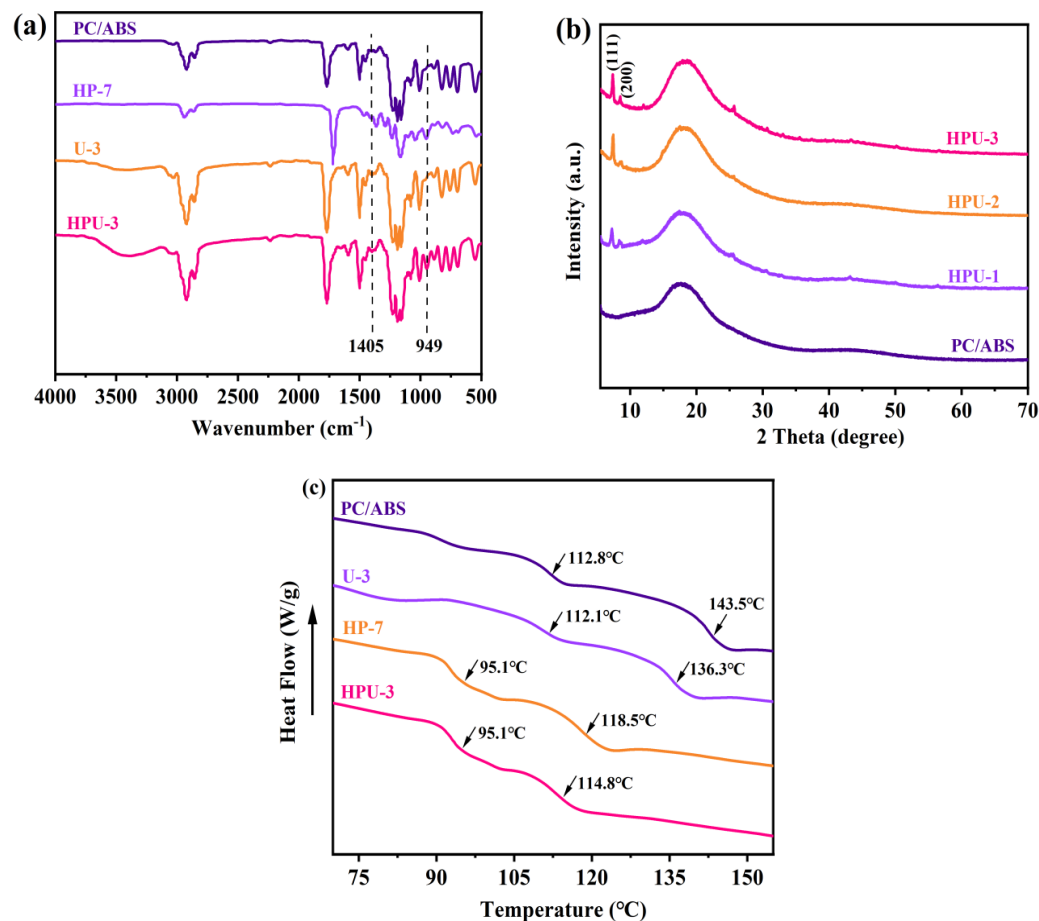 (a)
PC/ABS
HP-7
U-3
HPU-3
1405 949
4000 3500 3000 2500 2000 1500 1000 500
Wavenumber (cm-1)
(b)
(111)
(200)
HPU-3
HPU-2
HPU-1
PC/ABS
Intensity (a.u.)
10 20 30 40 50 60 70
2 Theta (degree)
(c)
PC/ABS
112.8℃
143.5℃
U-3
112.1℃
136.3℃
HP-7
95.1℃
118.5℃
HPU-3
95.1℃
114.8℃
Heat Flow (W/g)
75 90 105 120 135 150
Temperature (℃)